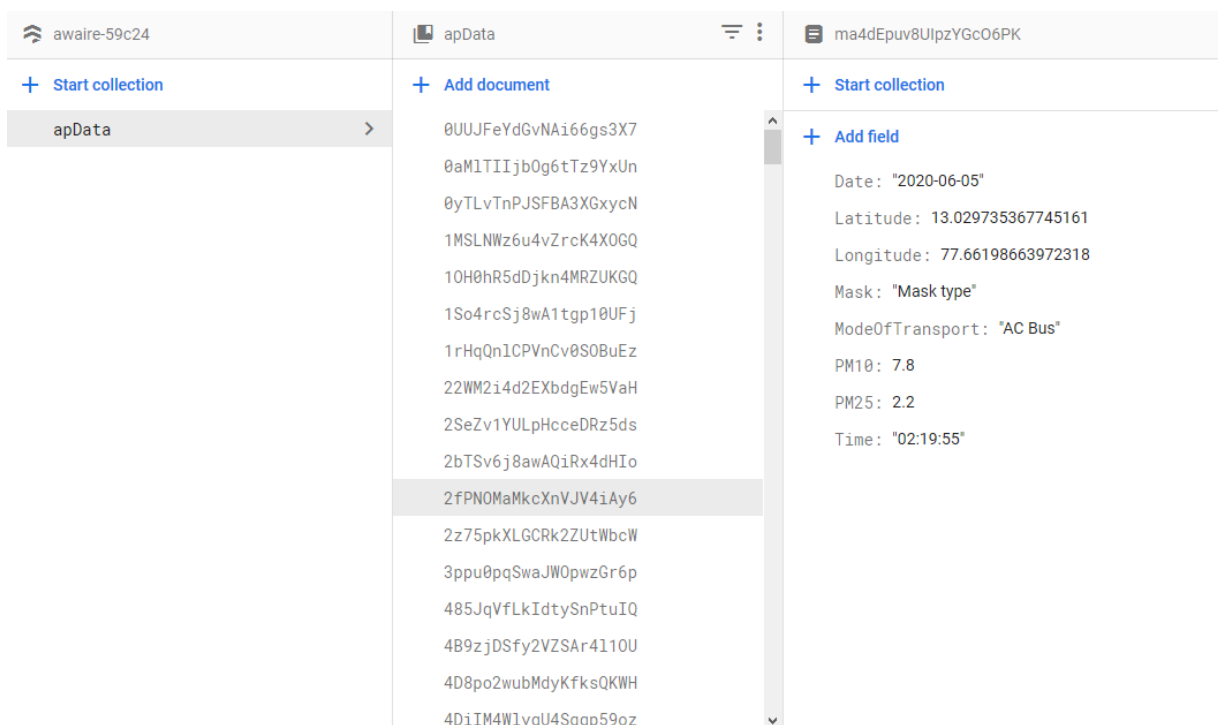 awaire-59c24
Start collection
apData
apData
Add document
0UUJFeYdGvNAi66gs3X7
0aMlTIIjbOg6tTz9YxUn
0yTLvTnPJSFBA3XGxycN
1MSLNWz6u4vZrcK4XOGQ
1OH0hR5dDjkn4MRZUKGQ
1So4rcSj8wA1tgp10UFj
1rHqQnlCPVnCv0SOBuEz
22WM2i4d2EXbdgEw5VaH
2SeZv1YULpHcceDRz5ds
2bTSv6j8awAQiRx4dHIo
2fPNOMaMkcXnVJV4iAy6
2z75pkXLGCRk2ZUtWbcW
3ppu0pqSwaJWOpwzGr6p
485JqVfLkIdtySnPtuIQ
4B9zjDSfy2VZSAr4l1OU
4D8po2wubMdyKfksQKWH
ma4dEpuv8UIpzYGcO6PK
Start collection
Add field
Date: "2020-06-05"
Latitude: 13.029735367745161
Longitude: 77.66198663972318
Mask: "Mask type"
ModeOfTransport: "AC Bus"
PM10: 7.8
PM25: 2.2
Time: "02:19:55"